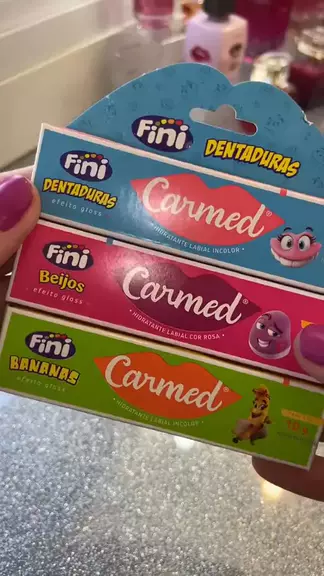 Fini DENTADURAS
Fini
DENTADURAS
efeito gloss
Carmed®
• HIDRATANTE LABIAL INCOLOR •
Fini
Beijos
efeito gloss
Carmed®
• HIDRATANTE LABIAL COR ROSA •
Fini
BANANAS
efeito gloss
Carmed®
• HIDRATANTE LABIAL INCOLOR •
10g